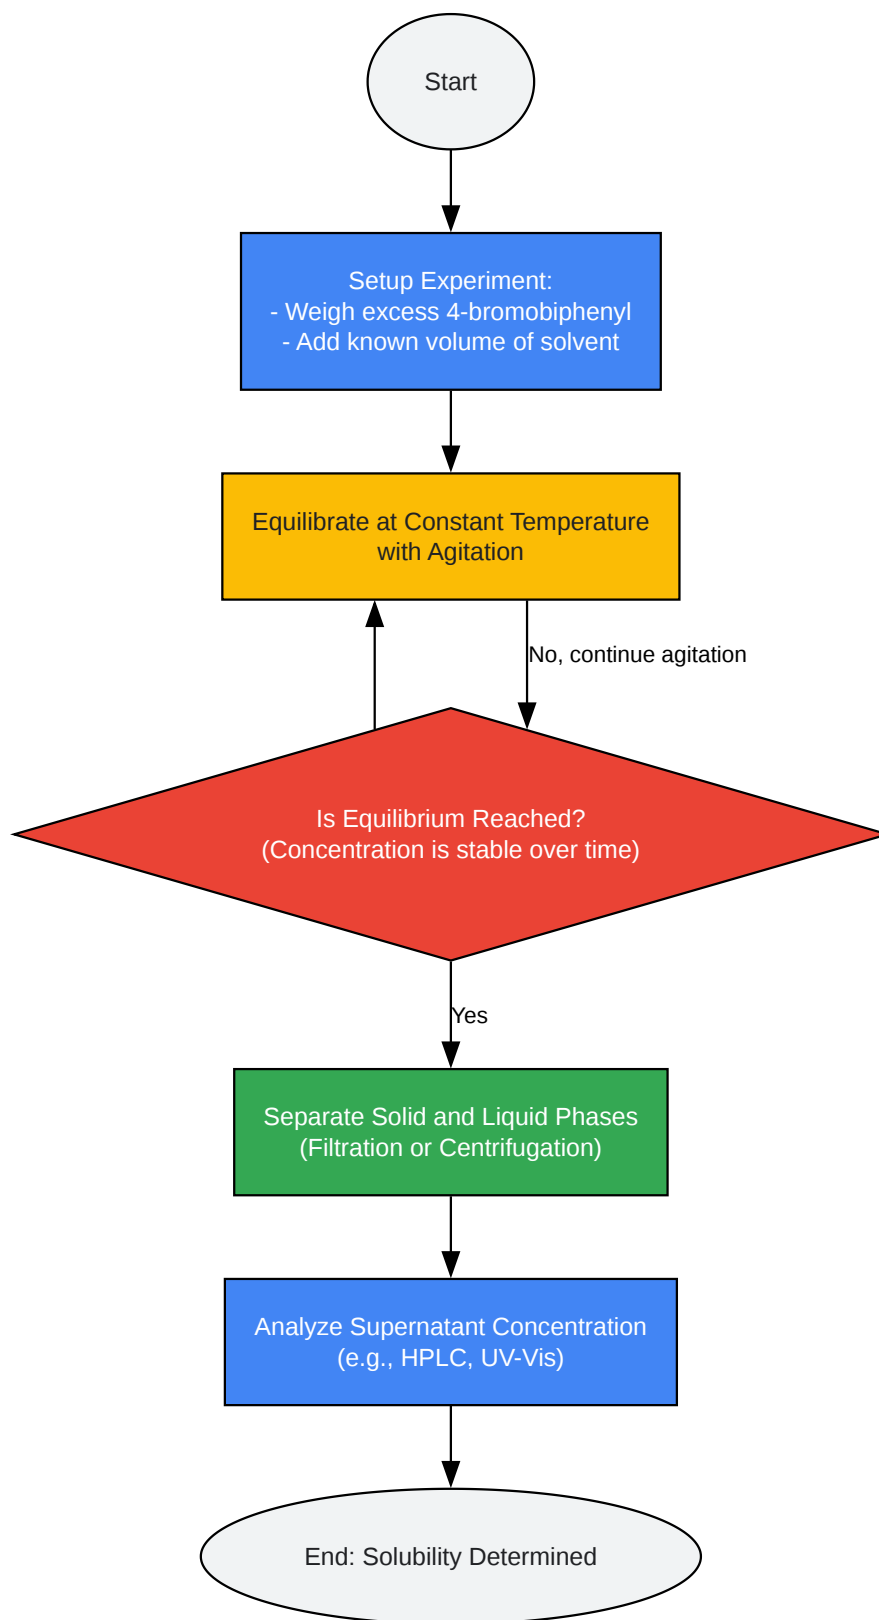 Start
Setup Experiment:
- Weigh excess 4-bromobiphenyl
- Add known volume of solvent
Equilibrate at Constant Temperature
with Agitation
No, continue agitation
Is Equilibrium Reached?
(Concentration is stable over time)
Yes
Separate Solid and Liquid Phases
(Filtration or Centrifugation)
Analyze Supernatant Concentration
(e.g., HPLC, UV-Vis)
End: Solubility Determined